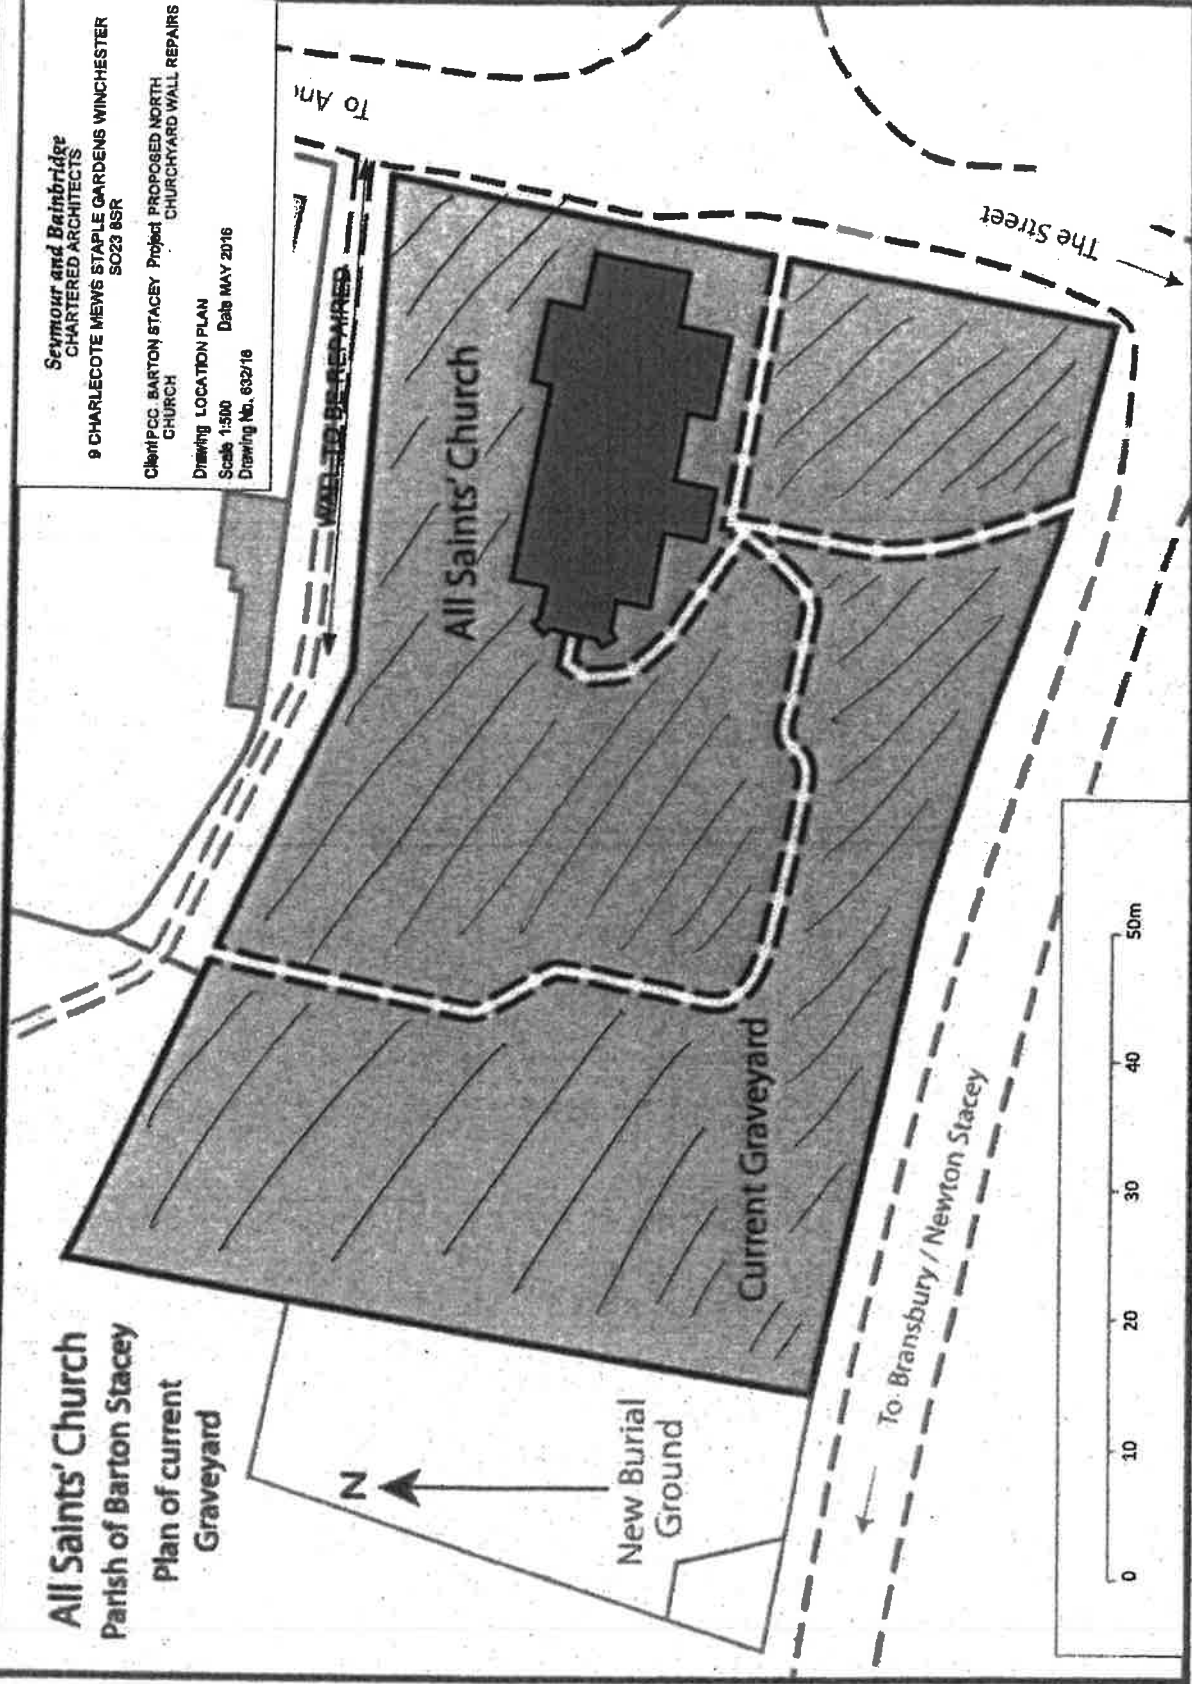 All Saints' Church
Parish of Barton Stacey
Plan of current
Graveyard
Seymour and Bainbridge
CHARTERED ARCHITECTS
9 CHARLECOTE MEWS STAPLE GARDENS WINCHESTER
SO23 8SR
Client PCC BARTON STACEY Project PROPOSED NORTH
CHURCH CHURCHYARD WALL REPAIRS
Drawing LOCATION PLAN
Scale 1:500 Date MAY 2016
Drawing No. 632/16
WALL TO BE REPAIRED
To An
All Saints' Church
The Street
N
New Burial
Ground
Current Graveyard
To Bransbury / Newton Stacey
0 10 20 30 40 50m